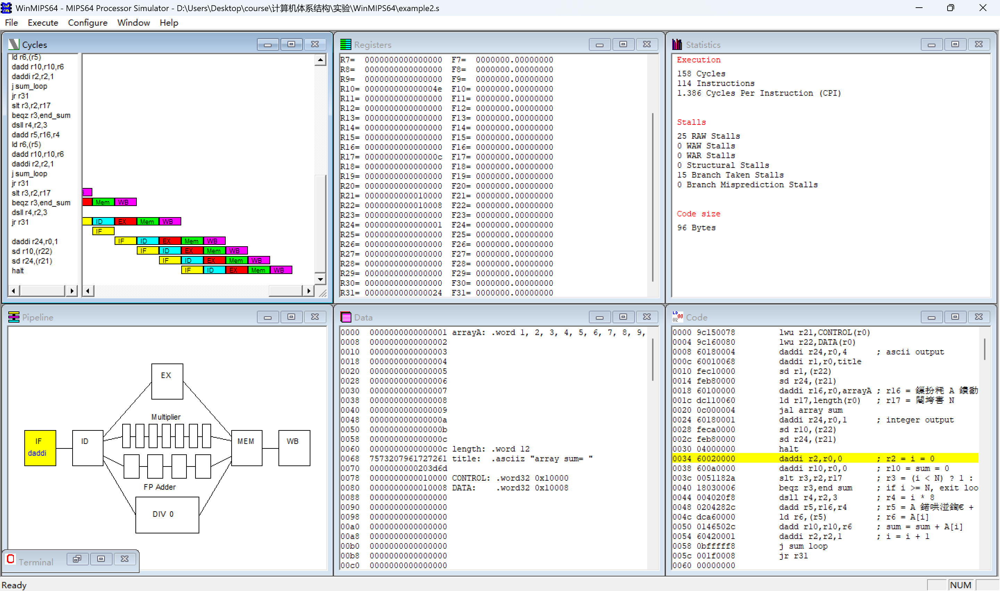 WinMIPS64 - MIPS64 Processor Simulator - D:\Users\Desktop\course\计算机体系结构\实验\WinMIPS64\example2.s
File Execute Configure Window Help
Cycles
ld r6,(r5)
dadd r10,r10,r6
daddi r2,r2,1
j sum_loop
jr r31
slt r3,r2,r17
beqz r3,end_sum
dsll r4,r2,3
dadd r5,r16,r4
ld r6,(r5)
dadd r10,r10,r6
daddi r2,r2,1
j sum_loop
jr r31
slt r3,r2,r17
beqz r3,end_sum Mem WB
dsll r4,r2,3
jr r31 ID EX Mem WB
IF
daddi r24,r0,1 IF ID EX Mem WB
sd r10,(r22) IF ID EX Mem WB
sd r24,(r21) IF ID EX Mem WB
halt IF ID EX Mem WB
Registers
R7= 0000000000000000 F7= 0000000.00000000
R8= 0000000000000000 F8= 0000000.00000000
R9= 0000000000000000 F9= 0000000.00000000
R10= 000000000000004e F10= 0000000.00000000
R11= 0000000000000000 F11= 0000000.00000000
R12= 0000000000000000 F12= 0000000.00000000
R13= 0000000000000000 F13= 0000000.00000000
R14= 0000000000000000 F14= 0000000.00000000
R15= 0000000000000000 F15= 0000000.00000000
R16= 0000000000000000 F16= 0000000.00000000
R17= 000000000000000c F17= 0000000.00000000
R18= 0000000000000000 F18= 0000000.00000000
R19= 0000000000000000 F19= 0000000.00000000
R20= 0000000000000000 F20= 0000000.00000000
R21= 0000000000010000 F21= 0000000.00000000
R22= 0000000000010008 F22= 0000000.00000000
R23= 0000000000000000 F23= 0000000.00000000
R24= 0000000000000001 F24= 0000000.00000000
R25= 0000000000000000 F25= 0000000.00000000
R26= 0000000000000000 F26= 0000000.00000000
R27= 0000000000000000 F27= 0000000.00000000
R28= 0000000000000000 F28= 0000000.00000000
R29= 0000000000000000 F29= 0000000.00000000
R30= 0000000000000000 F30= 0000000.00000000
R31= 0000000000000024 F31= 0000000.00000000
Statistics
Execution
158 Cycles
114 Instructions
1.386 Cycles Per Instruction (CPI)
Stalls
25 RAW Stalls
0 WAW Stalls
0 WAR Stalls
0 Structural Stalls
15 Branch Taken Stalls
0 Branch Misprediction Stalls
Code size
96 Bytes
Pipeline
EX
Multiplier
IF
daddi
ID
MEM
WB
FP Adder
DIV 0
Terminal
Data
0000 0000000000000001 arrayA: .word 1, 2, 3, 4, 5, 6, 7, 8, 9,
0008 0000000000000002
0010 0000000000000003
0018 0000000000000004
0020 0000000000000005
0028 0000000000000006
0030 0000000000000007
0038 0000000000000008
0040 0000000000000009
0048 000000000000000a
0050 000000000000000b
0058 000000000000000c
0060 000000000000000c length: .word 12
0068 7573207961727261 title: .asciiz "array sum= "
0070 0000000000203d6d
0078 0000000000010000 CONTROL: .word32 0x10000
0080 0000000000010008 DATA: .word32 0x10008
0088 0000000000000000
0090 0000000000000000
0098 0000000000000000
00a0 0000000000000000
00a8 0000000000000000
00b0 0000000000000000
00b8 0000000000000000
00c0 0000000000000000
Code
0000 9c150078 lwu r21,CONTROL(r0)
0004 9c160080 lwu r22,DATA(r0)
0008 60180004 daddi r24,r0,4 ; ascii output
000c 60010068 daddi r1,r0,title
0010 fec10000 sd r1,(r22)
0014 feb80000 sd r24,(r21)
0018 60100000 daddi r16,r0,arrayA ; r16 = A
001c dc110060 ld r17,length(r0) ; r17 = N
0020 0c000004 jal array sum
0024 60180001 daddi r24,r0,1 ; integer output
0028 feca0000 sd r10,(r22)
002c feb80000 sd r24,(r21)
0030 04000000 halt
0034 60020000 daddi r2,r0,0 ; r2 = i = 0
0038 600a0000 daddi r10,r0,0 ; r10 = sum = 0
003c 0051182a slt r3,r2,r17 ; r3 = (i < N) ? 1 :
0040 18030006 beqz r3,end sum ; if i >= N, exit loo
0044 004020f8 dsll r4,r2,3 ; r4 = i * 8
0048 0204282c dadd r5,r16,r4 ; r5 = A +
004c dca60000 ld r6,(r5) ; r6 = A[i]
0050 0146502c dadd r10,r10,r6 ; sum = sum + A[i]
0054 60420001 daddi r2,r2,1 ; i = i + 1
0058 0bfffff8 j sum loop
005c 001f0008 jr r31
0060 00000000
Ready
NUM